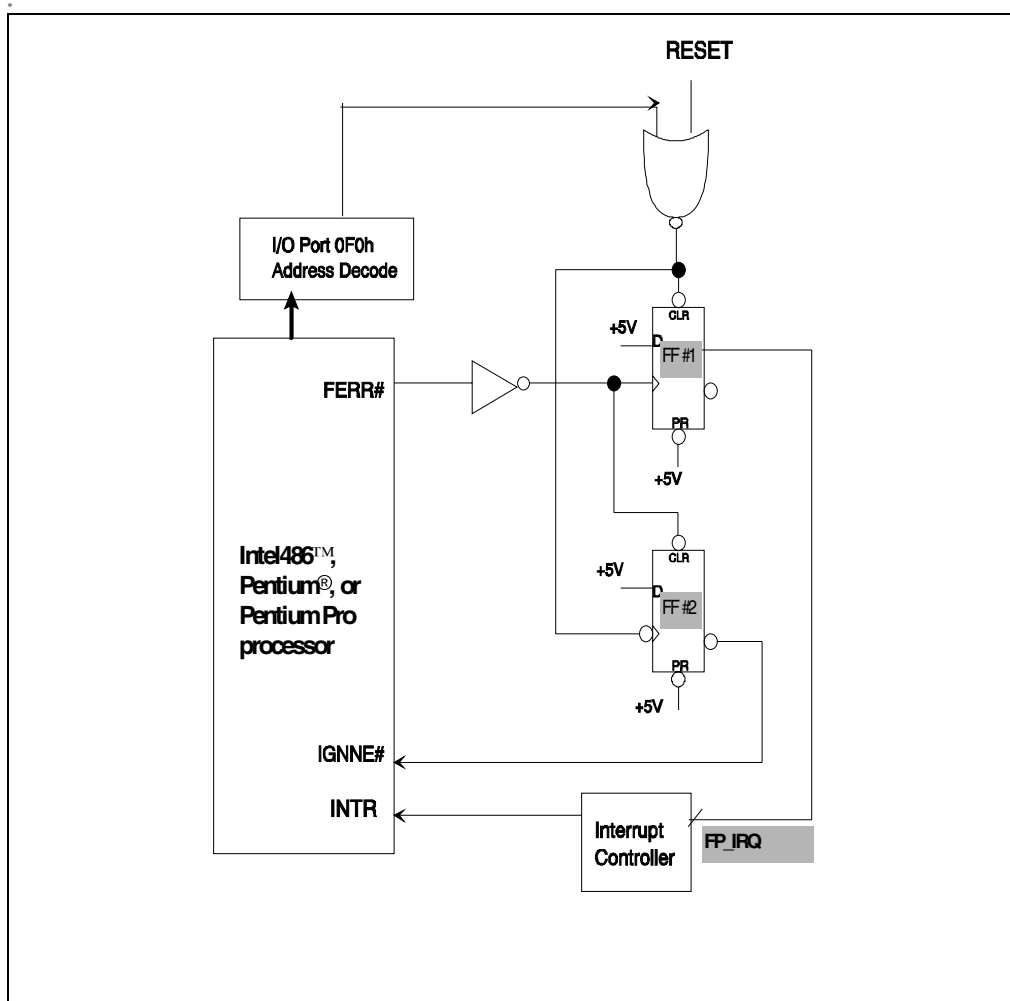 RESET
I/O Port 0F0h
Address Decode
+5V
CLR
D
FF #1
FERR#
PR
+5V
CLR
+5V
D
FF #2
Intel486™,
Pentium®, or
Pentium Pro
processor
PR
+5V
IGNNE#
INTR
Interrupt
Controller
FP_IRQ